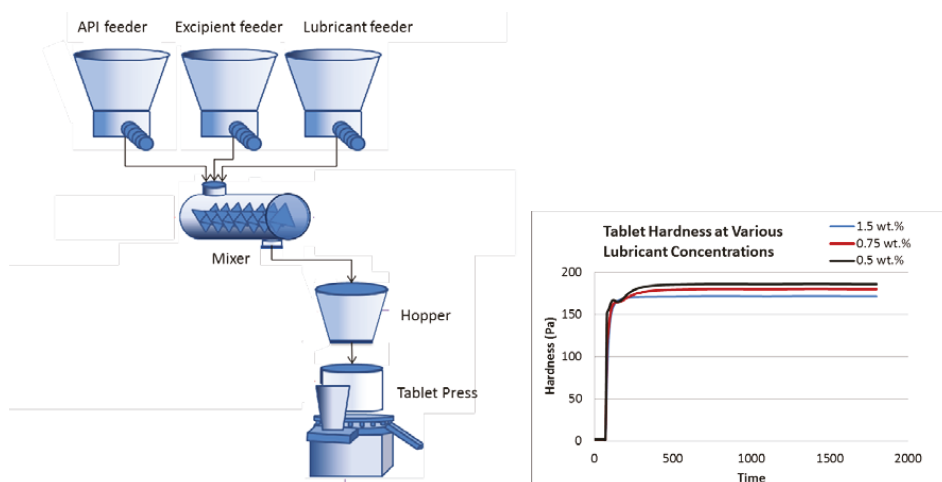 API feeder
Excipient feeder
Lubricant feeder
Mixer
Hopper
Tablet Press
Tablet Hardness at Various
Lubricant Concentrations
1.5 wt.%
0.75 wt.%
0.5 wt.%
Hardness (Pa)
200
150
100
50
0
0 500 1000 1500 2000
Time